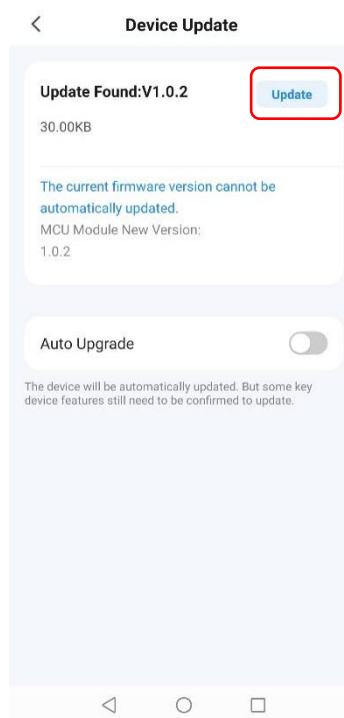 Device Update
Update Found:V1.0.2
Update
30.00KB
The current firmware version cannot be
automatically updated.
MCU Module New Version:
1.0.2
Auto Upgrade
The device will be automatically updated. But some key
device features still need to be confirmed to update.